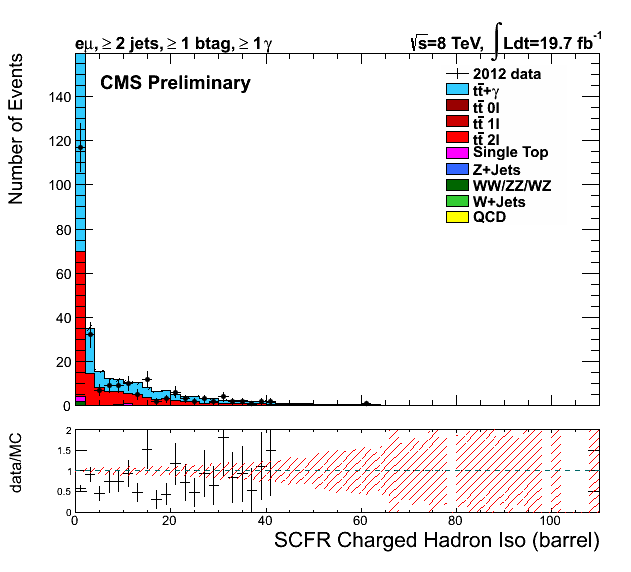 eμ, ≥ 2 jets, ≥ 1 btag, ≥ 1 γ
√s=8 TeV, ∫Ldt=19.7 fb⁻¹
CMS Preliminary
2012 data
tt̄+γ
tt̄ 0l
tt̄ 1l
tt̄ 2l
Single Top
Z+Jets
WW/ZZ/WZ
W+Jets
QCD
Number of Events
140
120
100
80
60
40
20
0
data/MC
2
1.5
1
0.5
0
0 20 40 60 80 100
SCFR Charged Hadron Iso (barrel)